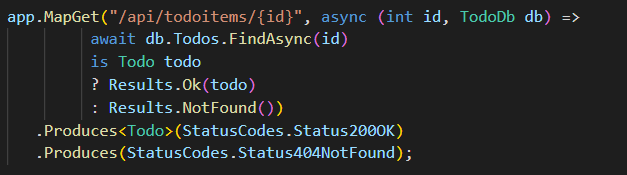 app.MapGet("/api/todoitems/{id}", async (int id, TodoDb db) =>
await db.Todos.FindAsync(id)
is Todo todo
? Results.Ok(todo)
: Results.NotFound())
.Produces<Todo>(StatusCodes.Status200OK)
.Produces(StatusCodes.Status404NotFound);